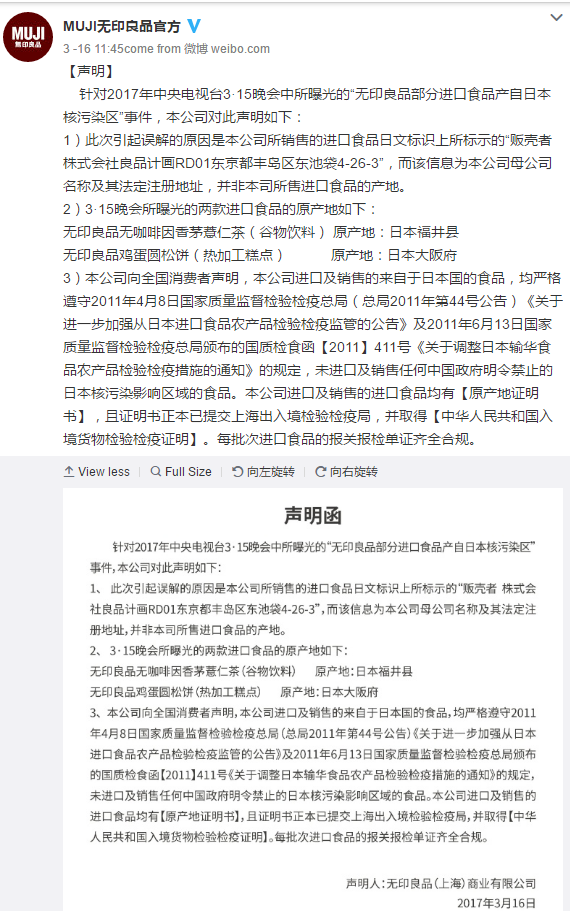 MUJI
無印良品
MUJI无印良品官方 V
3 -16 11:45come from 微博 weibo.com
【声明】
针对2017年中央电视台3·15晚会中所曝光的“无印良品部分进口食品产自日本
核污染区”事件，本公司对此声明如下：
1）此次引起误解的原因是本公司所销售的进口食品日文标识上所标示的“贩壳者
株式会社良品计画RD01东京都丰岛区东池袋4-26-3”，而该信息为本公司母公司
名称及其法定注册地址，并非本司所售进口食品的产地。
2）3·15晚会所曝光的两款进口食品的原产地如下：
无印良品无咖啡因香茅薏仁茶（谷物饮料） 原产地：日本福井县
无印良品鸡蛋圆松饼（热加工糕点） 原产地：日本大阪府
3）本公司向全国消费者声明，本公司进口及销售的来自于日本国的食品，均严格
遵守2011年4月8日国家质量监督检验检疫总局（总局2011年第44号公告）《关于
进一步加强从日本进口食品农产品检验检疫监管的公告》及2011年6月13日国家
质量监督检验检疫总局颁布的国质检食函【2011】411号《关于调整日本输华食
品农产品检验检疫措施的通知》的规定，未进口及销售任何中国政府明令禁止的
日本核污染影响区域的食品。本公司进口及销售的进口食品均有【原产地证明
书】，且证明书正本已提交上海出入境检验检疫局，并取得【中华人民共和国入
境货物检验检疫证明】。每批次进口食品的报关报检单证齐全合规。
View less Full Size 向左旋转 向右旋转
声明函
针对2017年中央电视台3·15晚会中所曝光的“无印良品部分进口食品产自日本核污染区”
事件，本公司对此声明如下：
1、 此次引起误解的原因是本公司所销售的进口食品日文标识上所标示的“贩壳者 株式会
社良品计画RD01东京都丰岛区东池袋4-26-3”，而该信息为本公司母公司名称及其法定注
册地址，并非本司所售进口食品的产地。
2、 3·15晚会所曝光的两款进口食品的原产地如下：
无印良品无咖啡因香茅薏仁茶（谷物饮料） 原产地：日本福井县
无印良品鸡蛋圆松饼（热加工糕点） 原产地：日本大阪府
3、本公司向全国消费者声明，本公司进口及销售的来自于日本国的食品，均严格遵守2011
年4月8日国家质量监督检验检疫总局（总局2011年第44号公告）《关于进一步加强从日本
进口食品农产品检验检疫监管的公告》及2011年6月13日国家质量监督检验检疫总局颁布
的国质检食函【2011】411号《关于调整日本输华食品农产品检验检疫措施的通知》的规定，
未进口及销售任何中国政府明令禁止的日本核污染影响区域的食品。本公司进口及销售的
进口食品均有【原产地证明书】，且证明书正本已提交上海出入境检验检疫局，并取得【中华
人民共和国入境货物检验检疫证明】。每批次进口食品的报关报检单证齐全合规。
声明人：无印良品（上海）商业有限公司
2017年3月16日